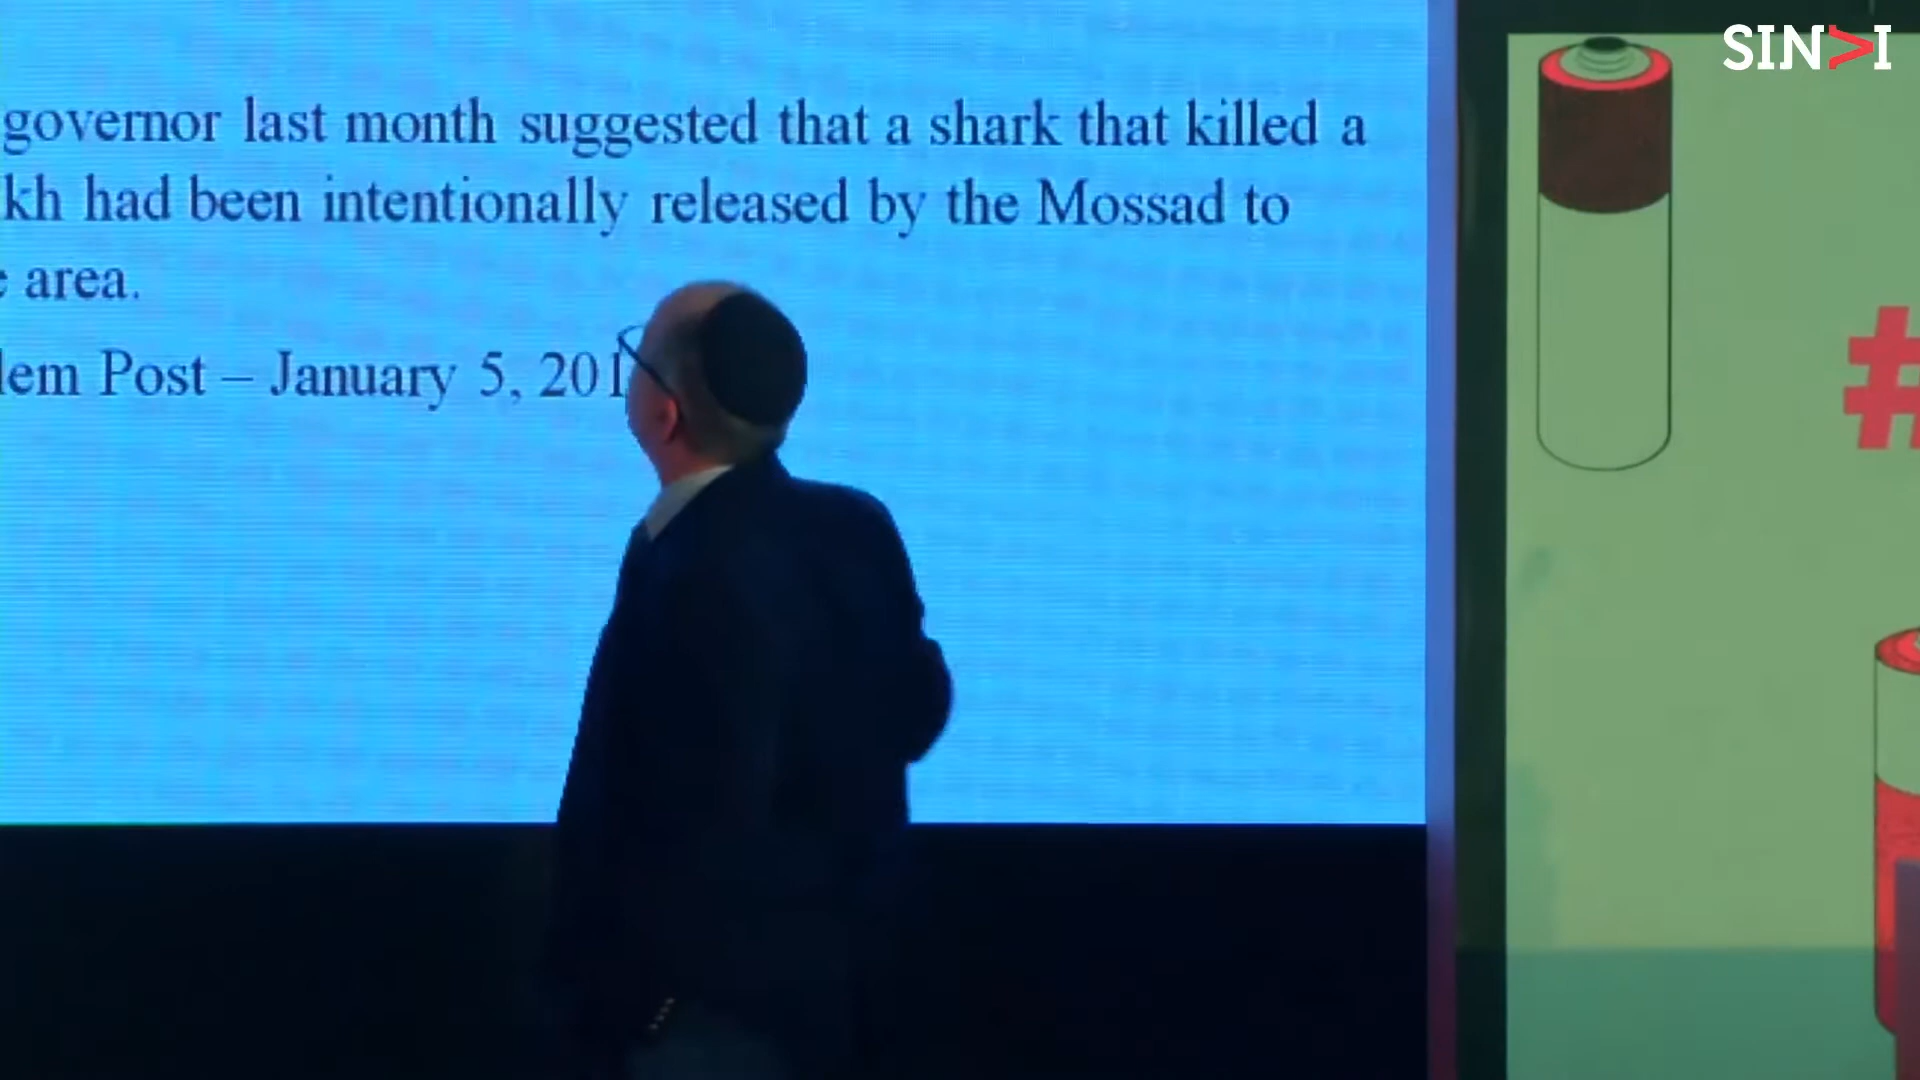 SIN>I
governor last month suggested that a shark that killed a
kh had been intentionally released by the Mossad to
area.
lem Post – January 5, 201
#